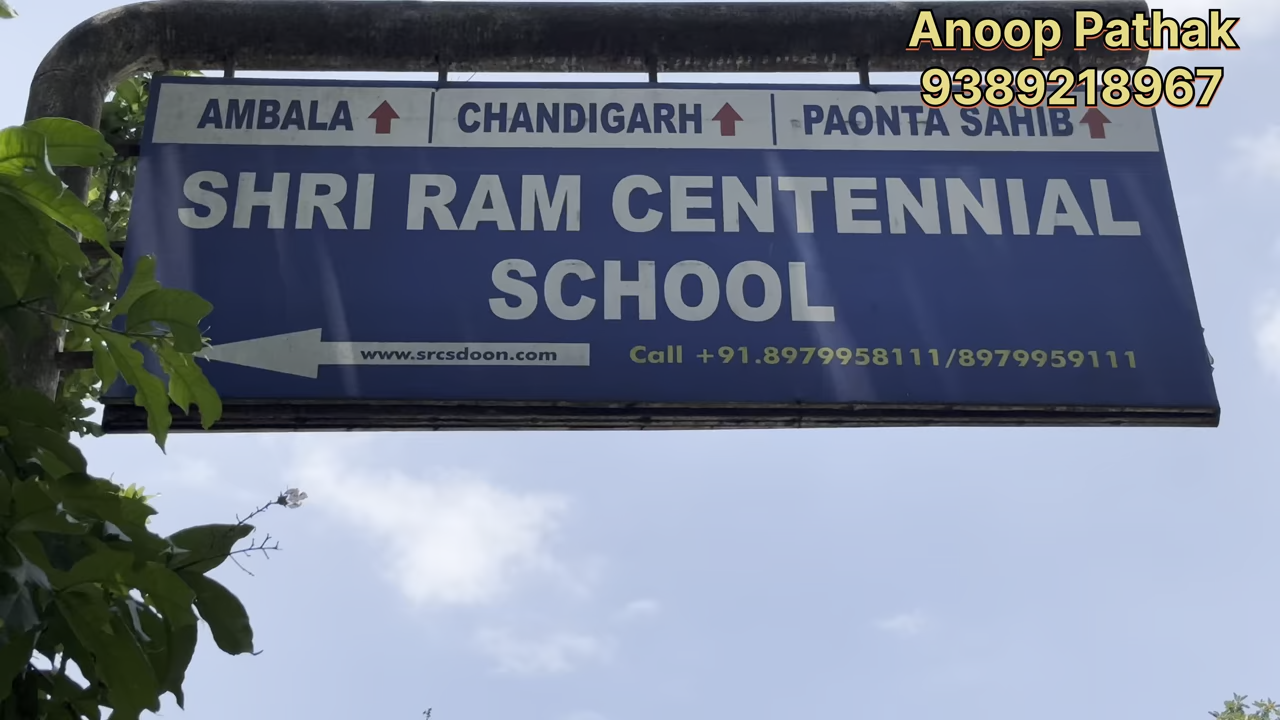 Anoop Pathak
9389218967
AMBALA CHANDIGARH PAONTA SAHIB
SHRI RAM CENTENNIAL
SCHOOL
www.srcsdoon.com Call +91.8979958111/8979959111